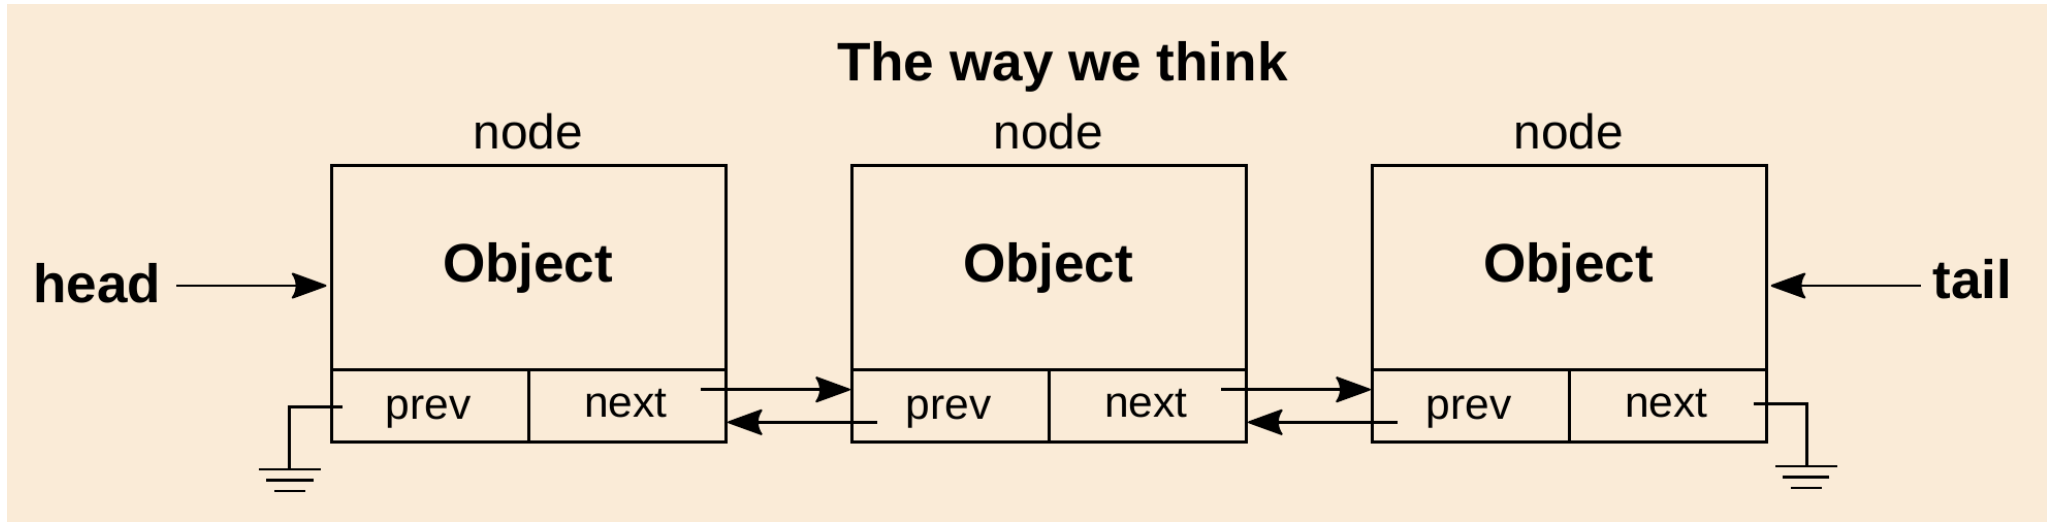 The way we think
node node node
head Object Object Object tail
prev next prev next prev next